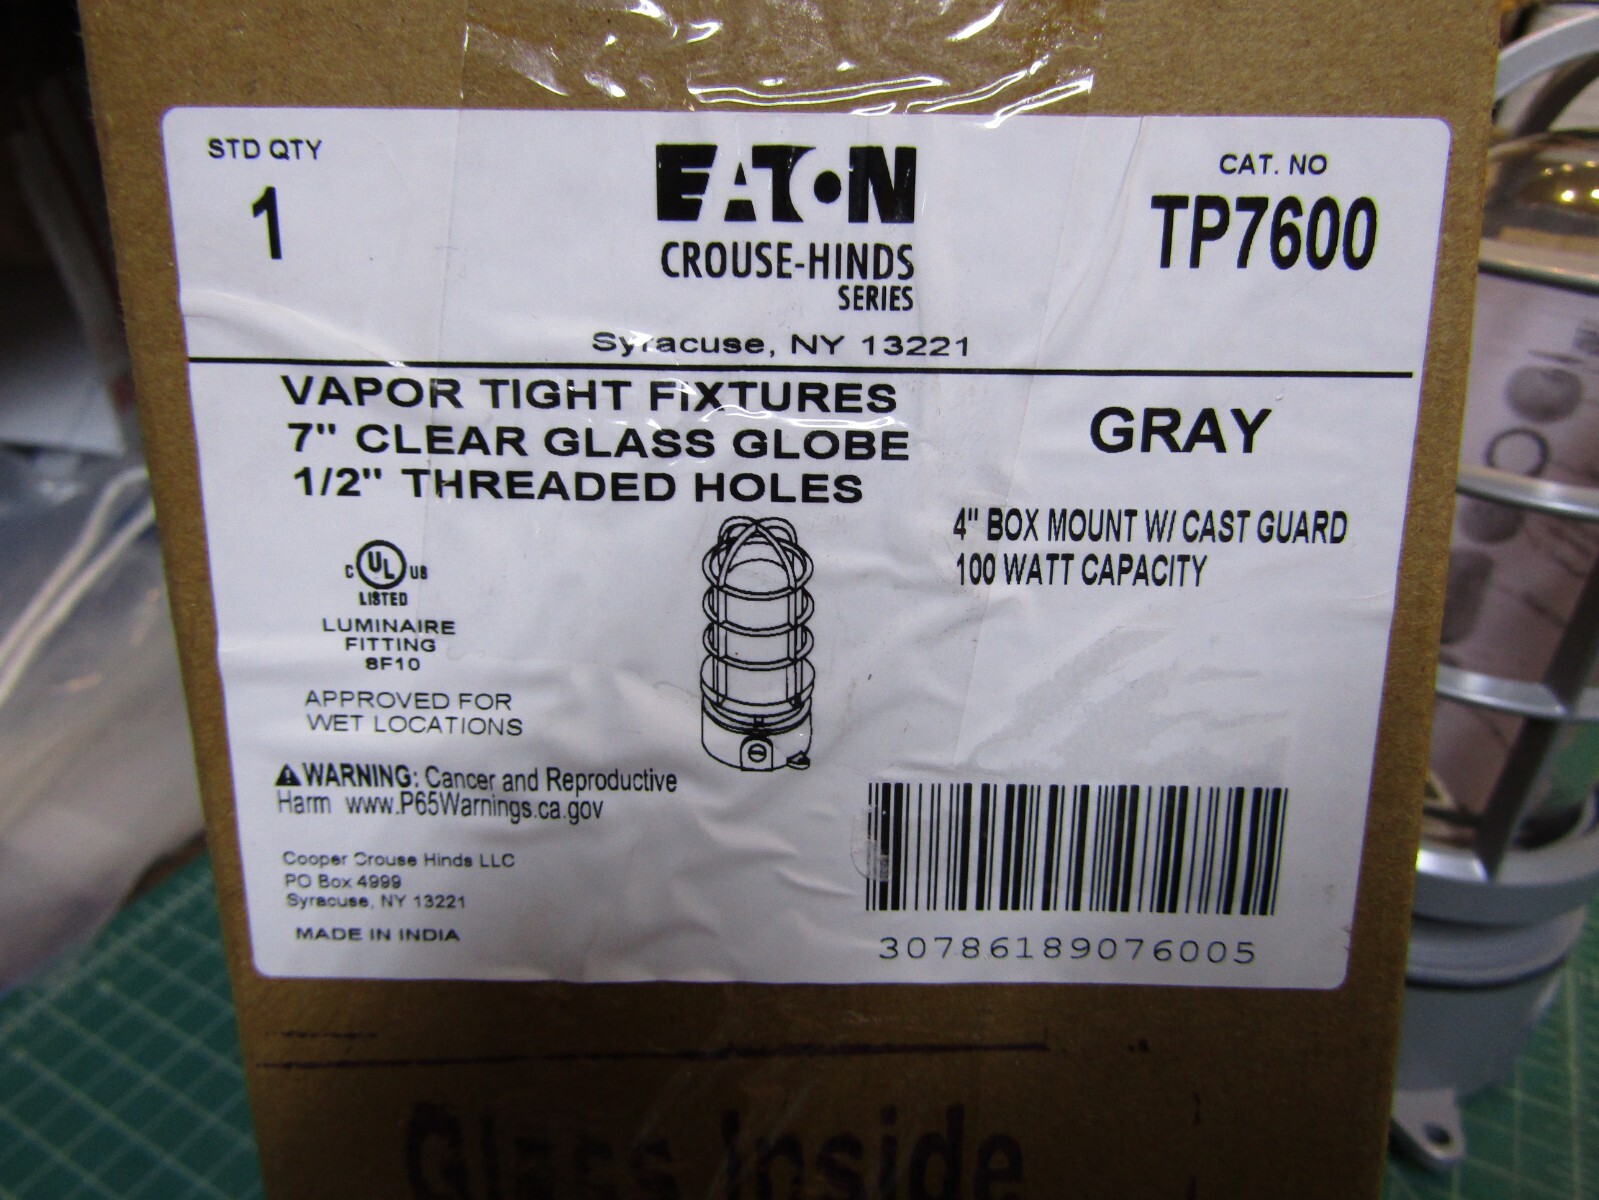 STD QTY
1
EATON
CROUSE-HINDS
SERIES
Syracuse, NY 13221
CAT. NO
TP7600
VAPOR TIGHT FIXTURES
7" CLEAR GLASS GLOBE
1/2" THREADED HOLES
GRAY
4" BOX MOUNT W/ CAST GUARD
100 WATT CAPACITY
C UL US
LISTED
LUMINAIRE
FITTING
8F10
APPROVED FOR
WET LOCATIONS
WARNING: Cancer and Reproductive
Harm www.P65Warnings.ca.gov
Cooper Crouse Hinds LLC
PO Box 4999
Syracuse, NY 13221
MADE IN INDIA
30786189076005
Glass Inside